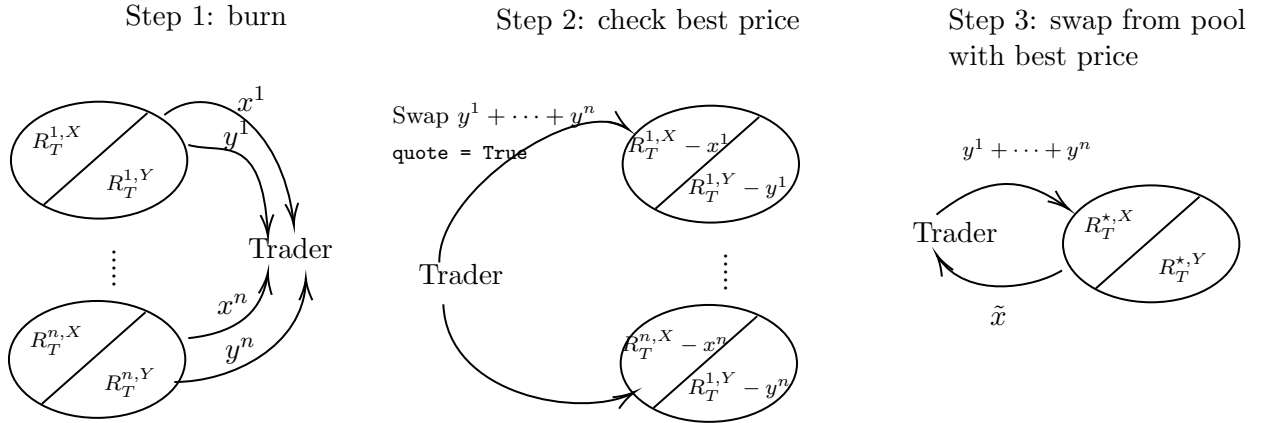 Step 1: burn
x^1
y^1
R_T^{1,X}
R_T^{1,Y}
Trader
x^n
y^n
R_T^{n,X}
R_T^{n,Y}
Step 2: check best price
Swap y^1 + ··· + y^n
quote = True
R_T^{1,X} − x^1
R_T^{1,Y} − y^1
Trader
R_T^{n,X} − x^n
R_T^{1,Y} − y^n
Step 3: swap from pool
with best price
y^1 + ··· + y^n
Trader
R_T^{⋆,X}
R_T^{⋆,Y}
x̃